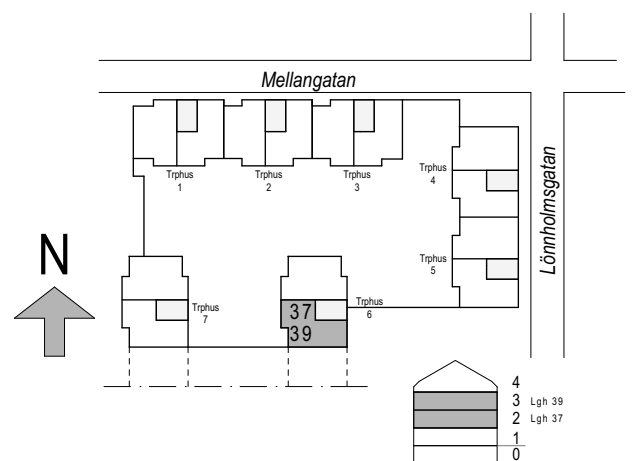 Mellangatan
Trphus
1
Trphus
2
Trphus
3
Trphus
4
Lönnholmsgatan
N
Trphus
5
Trphus
7
37
39
Trphus
6
4
3 Lgh 39
2 Lgh 37
1
0